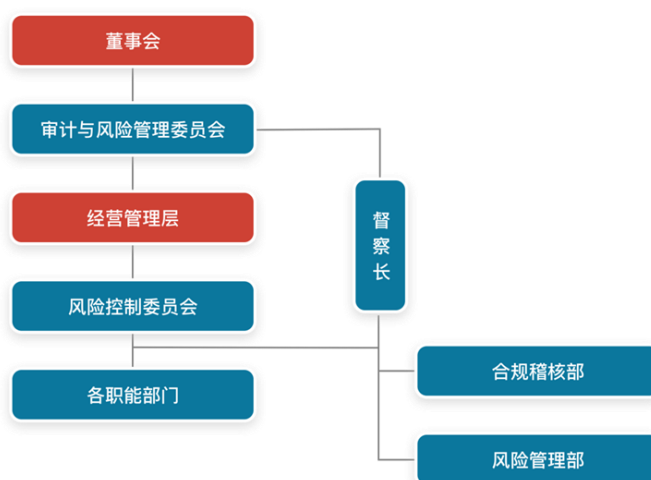 董事会
审计与风险管理委员会
经营管理层
督察长
风险控制委员会
合规稽核部
各职能部门
风险管理部